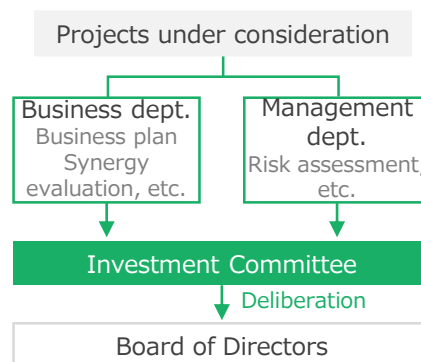 Projects under consideration
Business dept.
Business plan
Synergy
evaluation, etc.
Management
dept.
Risk assessment,
etc.
Investment Committee
Deliberation
Board of Directors